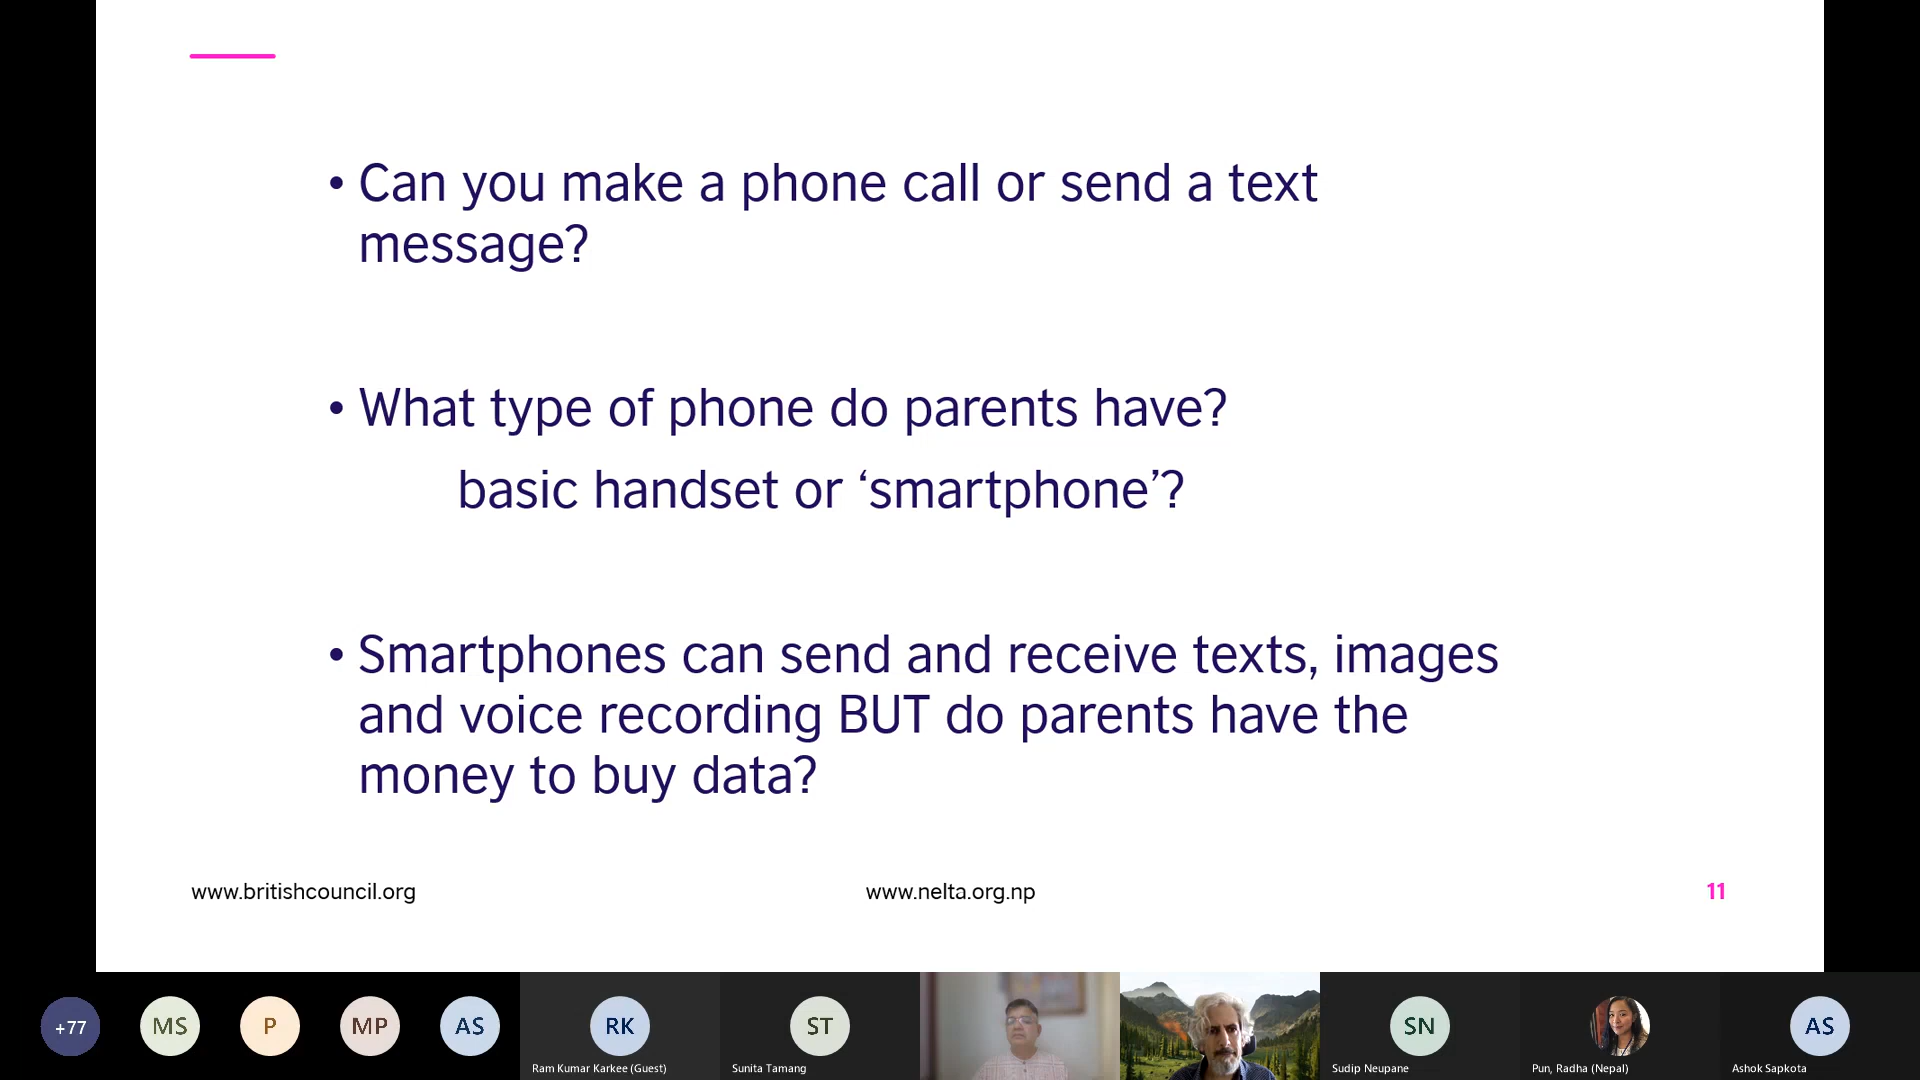 • Can you make a phone call or send a text
message?
• What type of phone do parents have?
basic handset or ‘smartphone’?
• Smartphones can send and receive texts, images
and voice recording BUT do parents have the
money to buy data?
www.britishcouncil.org
www.nelta.org.np
11
+77
MS
P
MP
AS
RK
Ram Kumar Karkee (Guest)
ST
Sunita Tamang
SN
Sudip Neupane
Pun, Radha (Nepal)
AS
Ashok Sapkota